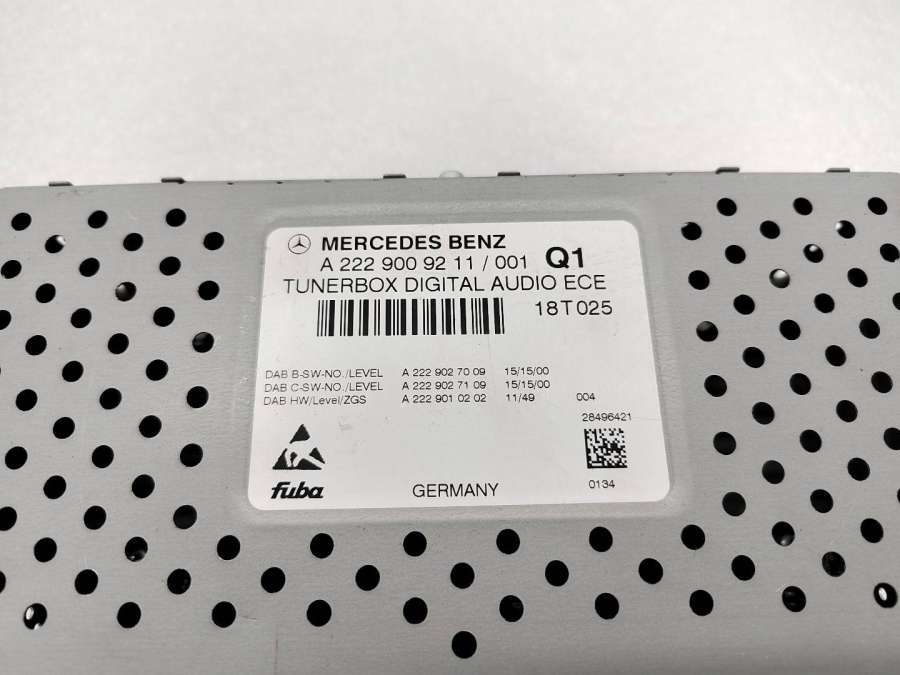 MERCEDES BENZ
A 222 900 92 11 / 001 Q1
TUNERBOX DIGITAL AUDIO ECE
18T025
DAB B-SW-NO./LEVEL A 222 902 70 09 15/15/00
DAB C-SW-NO./LEVEL A 222 902 71 09 15/15/00
DAB HW/Level/ZGS A 222 901 02 02 11/49 004
28496421
0134
fuba GERMANY